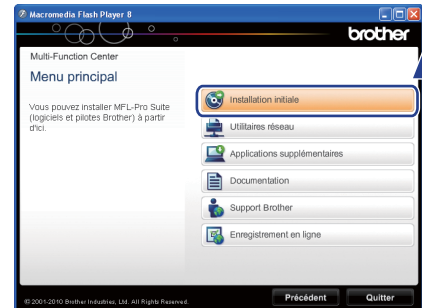 Macromedia Flash Player 8
brother
Multi-Function Center
Menu principal
Vous pouvez installer MFL-Pro Suite
(logiciels et pilotes Brother) à partir
d'ici.
Installation initiale
Utilitaires réseau
Applications supplémentaires
Documentation
Support Brother
Enregistrement en ligne
© 2001-2010 Brother Industries, Ltd. All Rights Reserved.
Précédent
Quitter